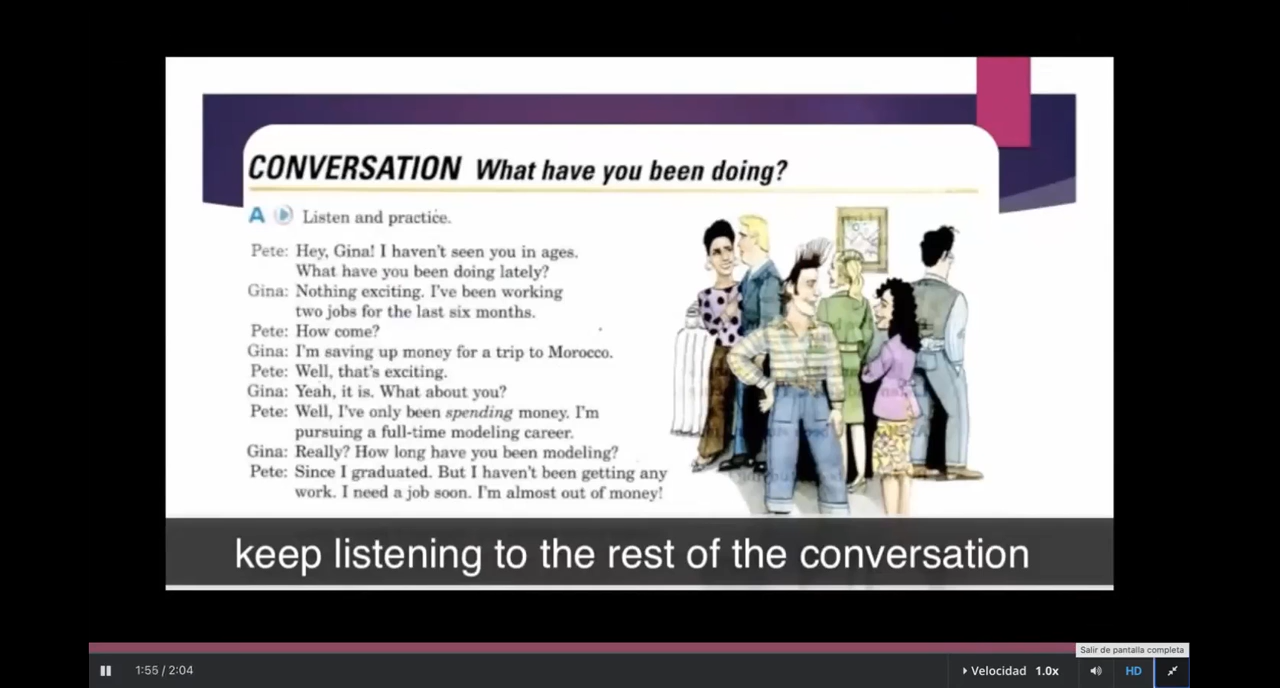 CONVERSATION What have you been doing?
A Listen and practice.
Pete: Hey, Gina! I haven't seen you in ages.
What have you been doing lately?
Gina: Nothing exciting. I've been working
two jobs for the last six months.
Pete: How come?
Gina: I'm saving up money for a trip to Morocco.
Pete: Well, that's exciting.
Gina: Yeah, it is. What about you?
Pete: Well, I've only been spending money. I'm
pursuing a full-time modeling career.
Gina: Really? How long have you been modeling?
Pete: Since I graduated. But I haven't been getting any
work. I need a job soon. I'm almost out of money!
keep listening to the rest of the conversation
Salir de pantalla completa
1:55 / 2:04
Velocidad 1.0x
HD